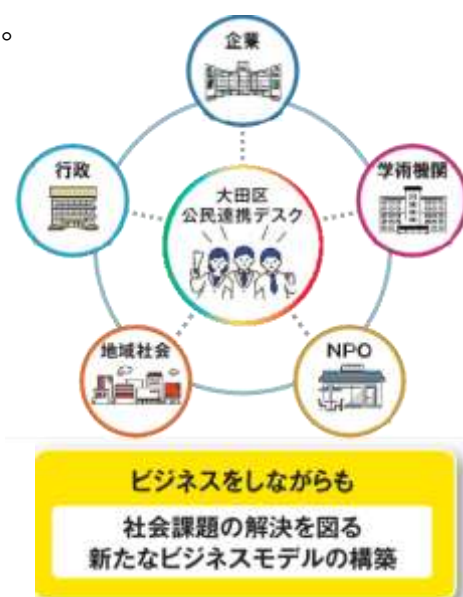 。
企業
行政
学術機関
大田区
公民連携デスク
地域社会
NPO
ビジネスをしながらも
社会課題の解決を図る
新たなビジネスモデルの構築